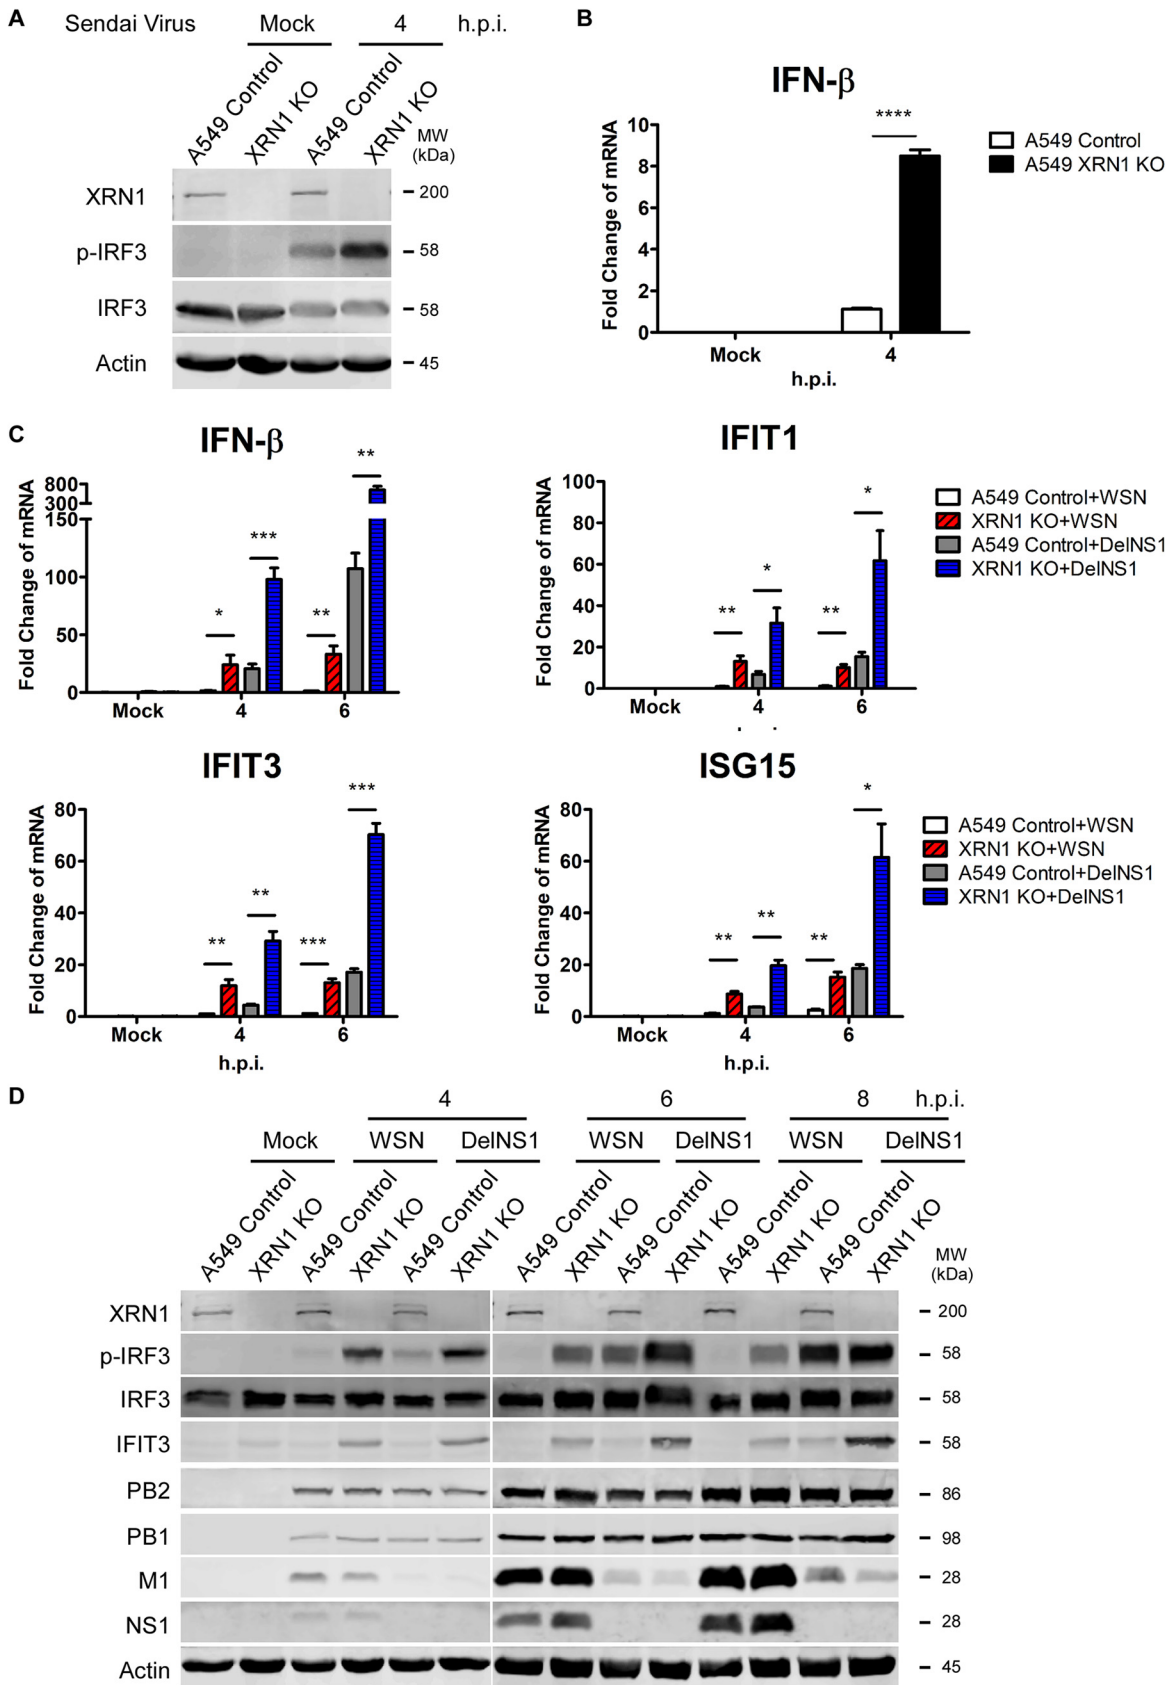 A
Sendai Virus Mock 4 h.p.i.
A549 Control XRN1 KO A549 Control XRN1 KO
MW
(kDa)
XRN1 200
p-IRF3 58
IRF3 58
Actin 45
B
IFN-β
****
A549 Control
A549 XRN1 KO
Fold Change of mRNA
10
8
6
4
2
0
Mock 4
h.p.i.
C
IFN-β
Fold Change of mRNA
800
300
150
100
50
0
* *** ** **
Mock 4 6
IFIT1
Fold Change of mRNA
100
80
60
40
20
0
** * ** *
Mock 4 6
A549 Control+WSN
XRN1 KO+WSN
A549 Control+DelNS1
XRN1 KO+DelNS1
IFIT3
Fold Change of mRNA
80
60
40
20
0
** ** *** ***
Mock 4 6
h.p.i.
ISG15
Fold Change of mRNA
80
60
40
20
0
** ** ** *
Mock 4 6
h.p.i.
A549 Control+WSN
XRN1 KO+WSN
A549 Control+DelNS1
XRN1 KO+DelNS1
D
4 6 8 h.p.i.
Mock WSN DelNS1 WSN DelNS1 WSN DelNS1
A549 Control XRN1 KO A549 Control XRN1 KO A549 Control XRN1 KO A549 Control XRN1 KO A549 Control XRN1 KO A549 Control XRN1 KO A549 Control XRN1 KO
MW
(kDa)
XRN1 200
p-IRF3 58
IRF3 58
IFIT3 58
PB2 86
PB1 98
M1 28
NS1 28
Actin 45